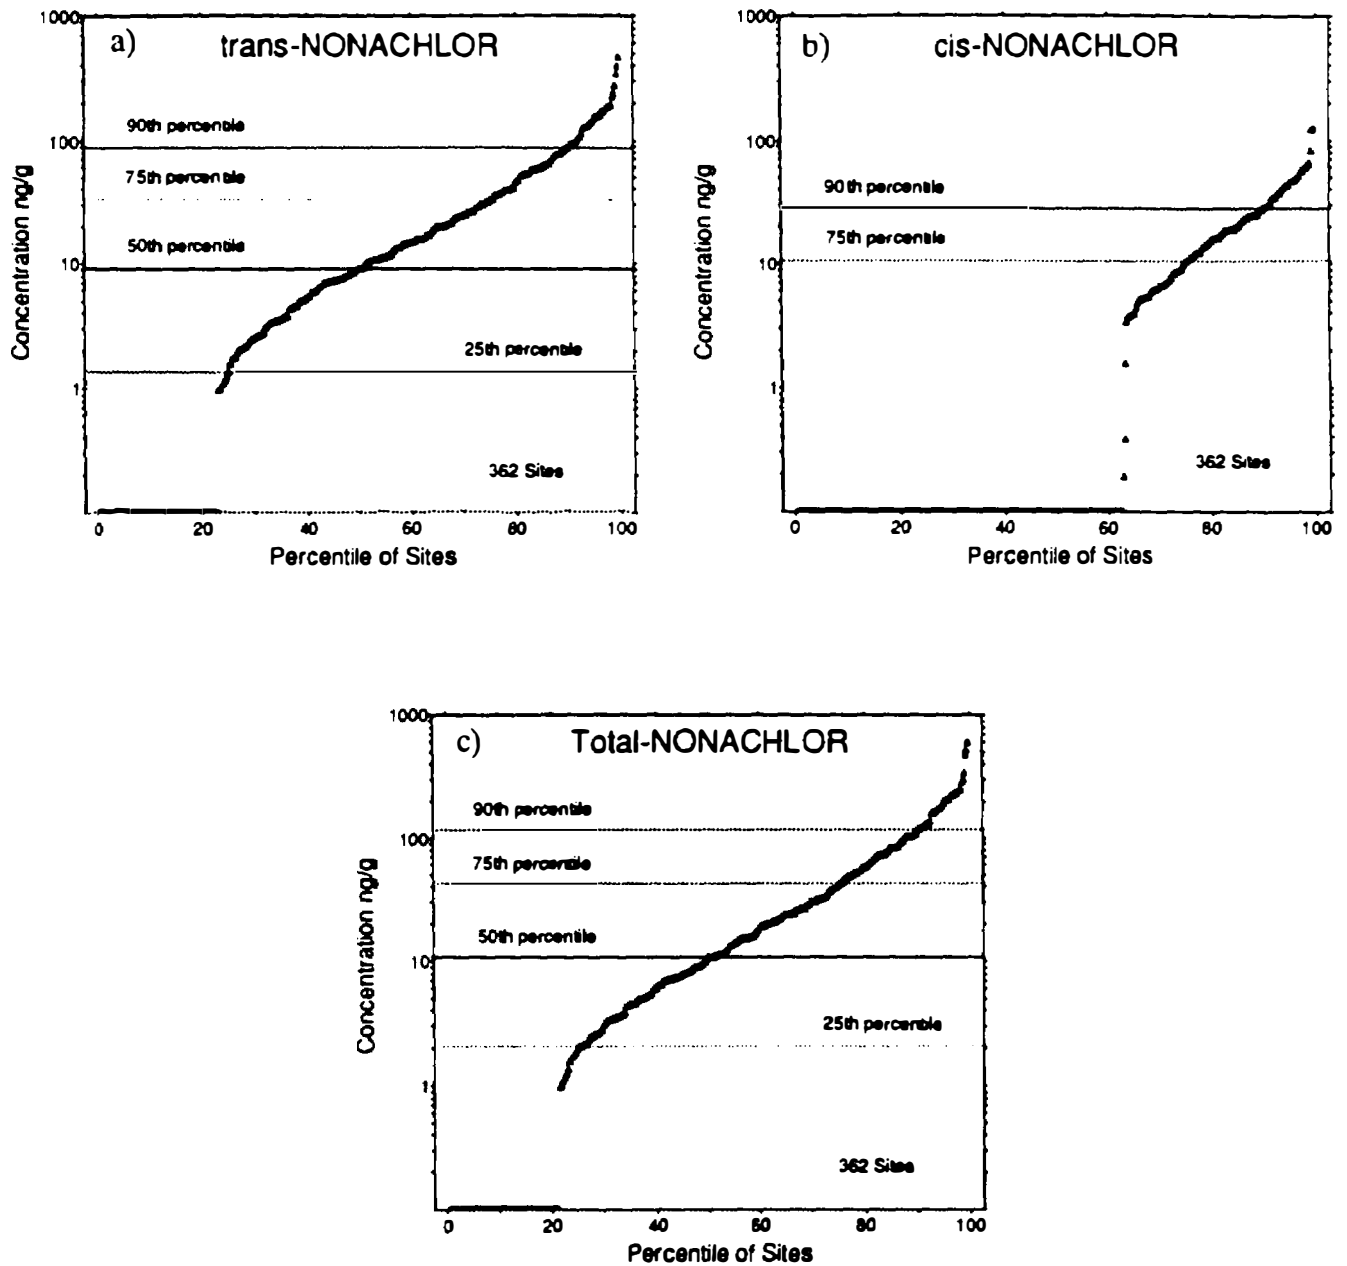 a) trans-NONACHLOR
1000
100
10
1
Concentration ng/g
90th percentile
75th percentile
50th percentile
25th percentile
362 Sites
0 20 40 60 80 100
Percentile of Sites
b) cis-NONACHLOR
1000
100
10
1
Concentration ng/g
90th percentile
75th percentile
362 Sites
0 20 40 60 80 100
Percentile of Sites
c) Total-NONACHLOR
1000
100
10
1
Concentration ng/g
90th percentile
75th percentile
50th percentile
25th percentile
362 Sites
0 20 40 60 80 100
Percentile of Sites